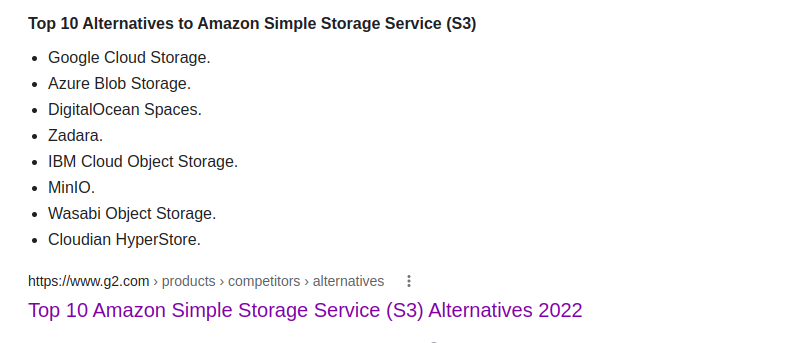 Top 10 Alternatives to Amazon Simple Storage Service (S3)
Google Cloud Storage.
Azure Blob Storage.
DigitalOcean Spaces.
Zadara.
IBM Cloud Object Storage.
MinIO.
Wasabi Object Storage.
Cloudian HyperStore.
https://www.g2.com › products › competitors › alternatives
Top 10 Amazon Simple Storage Service (S3) Alternatives 2022